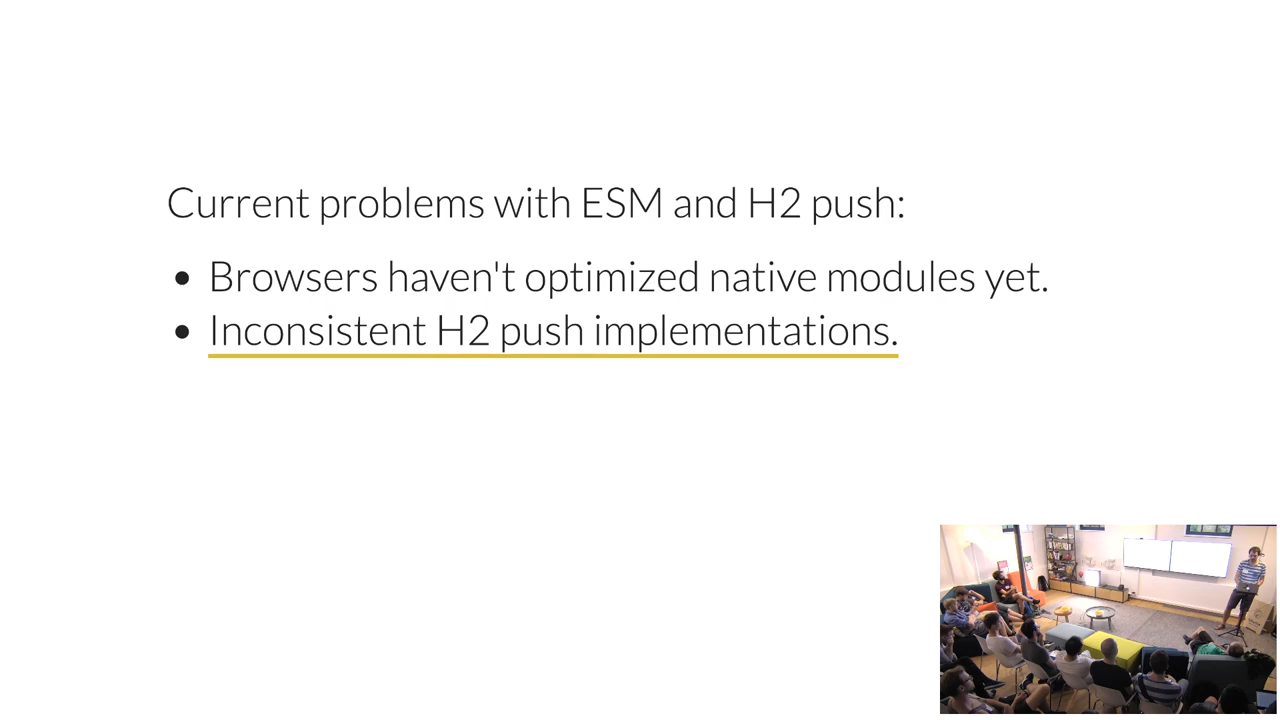 Current problems with ESM and H2 push:
• Browsers haven't optimized native modules yet.
• Inconsistent H2 push implementations.